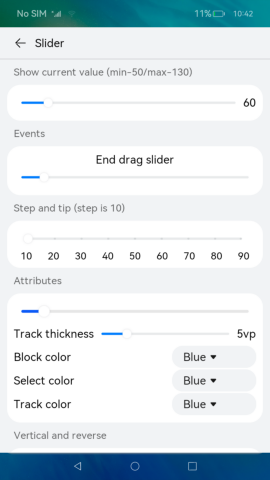 No SIM 11% 10:42
Slider
Show current value (min-50/max-130)
60
Events
End drag slider
Step and tip (step is 10)
10 20 30 40 50 60 70 80 90
Attributes
Track thickness 5vp
Block color Blue
Select color Blue
Track color Blue
Vertical and reverse